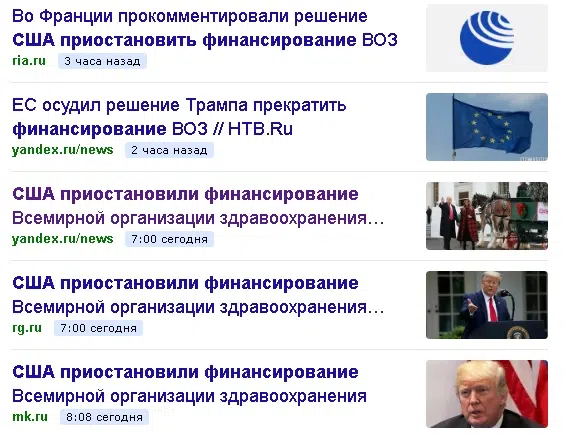 Во Франции прокомментировали решение
США приостановить финансирование ВОЗ
ria.ru 3 часа назад
ЕС осудил решение Трампа прекратить
финансирование ВОЗ // НТВ.Ru
yandex.ru/news 2 часа назад
США приостановили финансирование
Всемирной организации здравоохранения...
yandex.ru/news 7:00 сегодня
США приостановили финансирование
Всемирной организации здравоохранения...
rg.ru 7:00 сегодня
США приостановили финансирование
Всемирной организации здравоохранения
mk.ru 8:08 сегодня